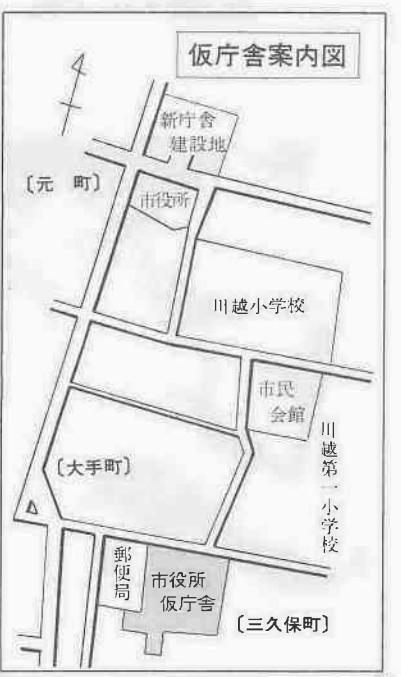 仮庁舎案内図
新庁舎
建設地
〔元 町〕
市役所
川越小学校
市民
会館
川越第一小学校
〔大手町〕
郵便局
市役所
仮庁舎
〔三久保町〕